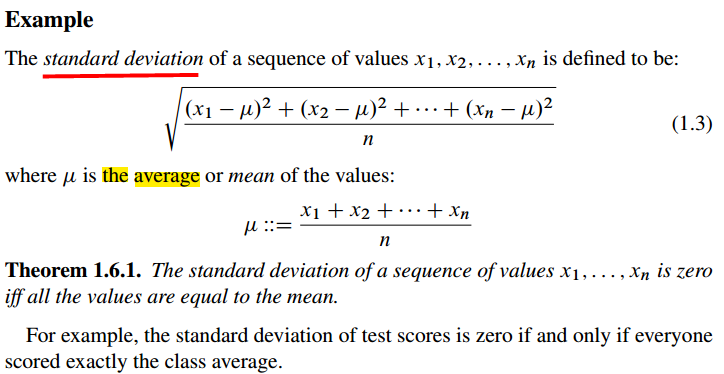 Example
The standard deviation of a sequence of values x₁, x₂, . . . , xₙ is defined to be:
√(((x₁ − μ)² + (x₂ − μ)² + ··· + (xₙ − μ)²) / n) (1.3)
where μ is the average or mean of the values:
μ ::= (x₁ + x₂ + ··· + xₙ) / n
Theorem 1.6.1. The standard deviation of a sequence of values x₁, . . . , xₙ is zero
iff all the values are equal to the mean.
For example, the standard deviation of test scores is zero if and only if everyone
scored exactly the class average.